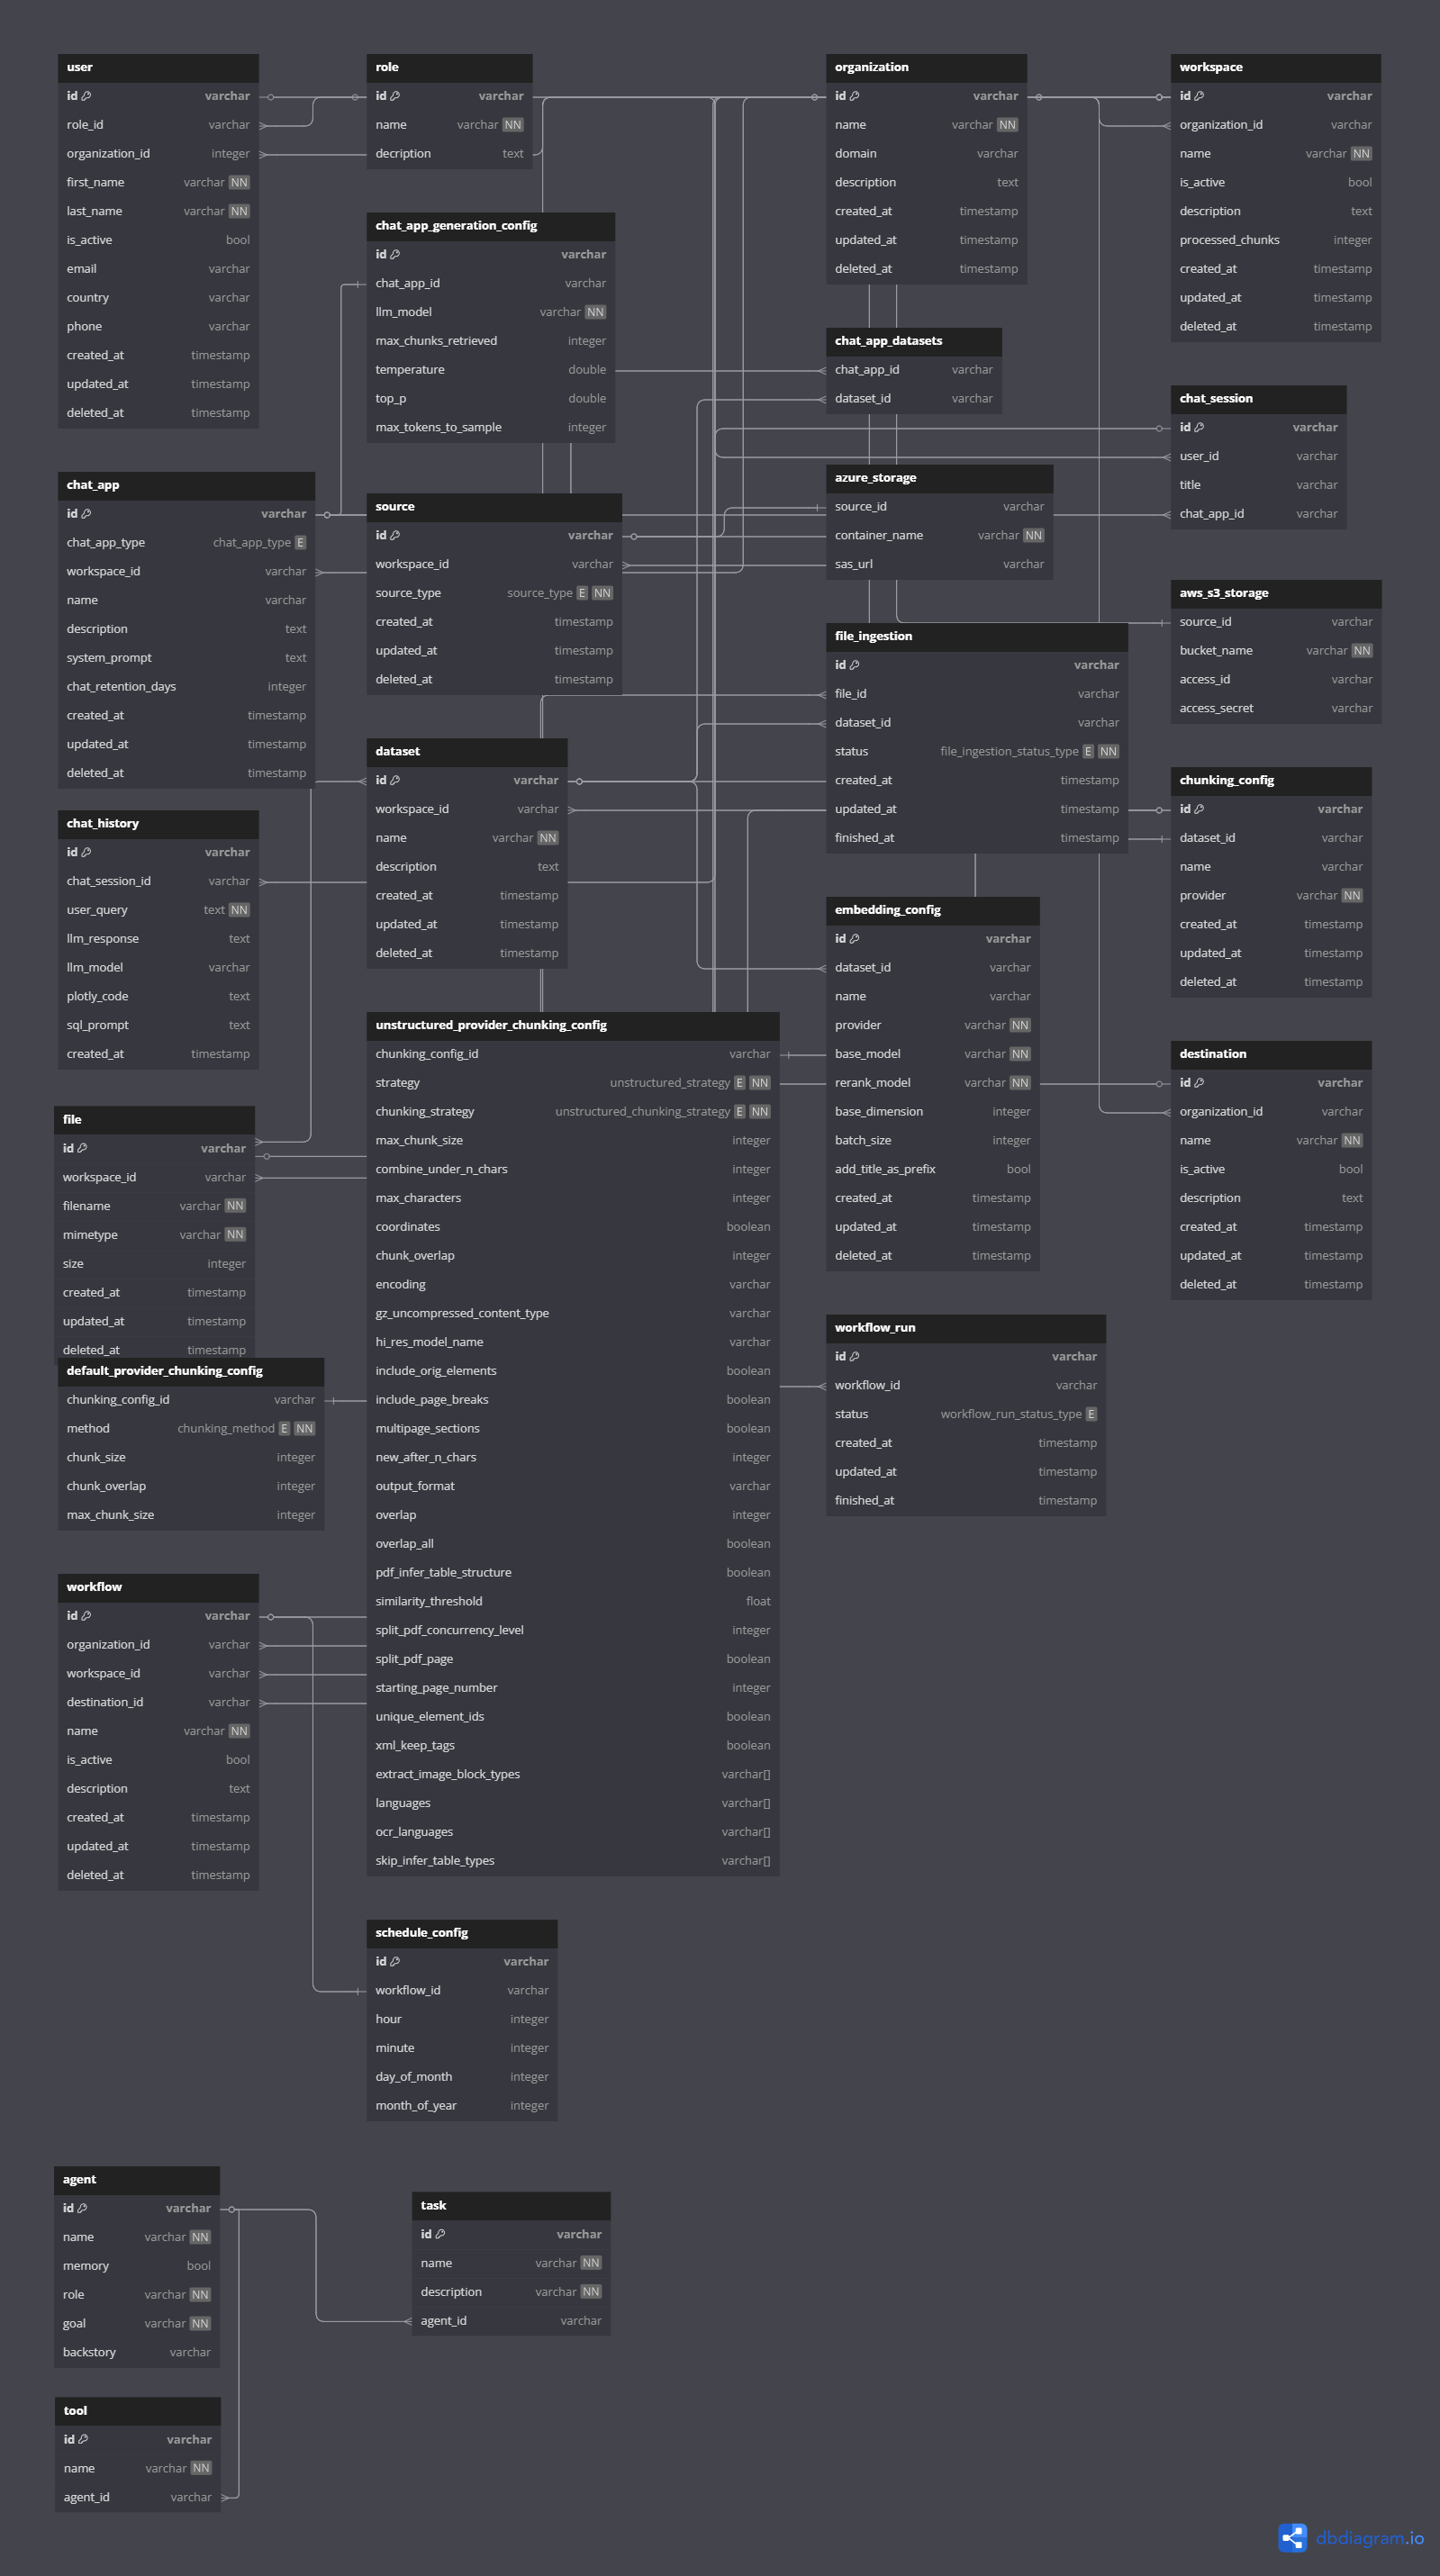 user
id varchar
role_id varchar
organization_id integer
first_name varchar NN
last_name varchar NN
is_active bool
email varchar
country varchar
phone varchar
created_at timestamp
updated_at timestamp
deleted_at timestamp
role
id varchar
name varchar NN
decription text
organization
id varchar
name varchar NN
domain varchar
description text
created_at timestamp
updated_at timestamp
deleted_at timestamp
workspace
id varchar
organization_id varchar
name varchar NN
is_active bool
description text
processed_chunks integer
created_at timestamp
updated_at timestamp
deleted_at timestamp
chat_app_generation_config
id varchar
chat_app_id varchar
llm_model varchar NN
max_chunks_retrieved integer
temperature double
top_p double
max_tokens_to_sample integer
chat_app_datasets
chat_app_id varchar
dataset_id varchar
chat_session
id varchar
user_id varchar
title varchar
chat_app_id varchar
chat_app
id varchar
chat_app_type chat_app_type E
workspace_id varchar
name varchar
description text
system_prompt text
chat_retention_days integer
created_at timestamp
updated_at timestamp
deleted_at timestamp
source
id varchar
workspace_id varchar
source_type source_type E NN
created_at timestamp
updated_at timestamp
deleted_at timestamp
azure_storage
source_id varchar
container_name varchar NN
sas_url varchar
aws_s3_storage
source_id varchar
bucket_name varchar NN
access_id varchar
access_secret varchar
file_ingestion
id varchar
file_id varchar
dataset_id varchar
status file_ingestion_status_type E NN
created_at timestamp
updated_at timestamp
finished_at timestamp
dataset
id varchar
workspace_id varchar
name varchar NN
description text
created_at timestamp
updated_at timestamp
deleted_at timestamp
chunking_config
id varchar
dataset_id varchar
name varchar
provider varchar NN
created_at timestamp
updated_at timestamp
deleted_at timestamp
chat_history
id varchar
chat_session_id varchar
user_query text NN
llm_response text
llm_model varchar
plotly_code text
sql_prompt text
created_at timestamp
embedding_config
id varchar
dataset_id varchar
name varchar
provider varchar NN
base_model varchar NN
rerank_model varchar NN
base_dimension integer
batch_size integer
add_title_as_prefix bool
created_at timestamp
updated_at timestamp
deleted_at timestamp
unstructured_provider_chunking_config
chunking_config_id varchar
strategy unstructured_strategy E NN
chunking_strategy unstructured_chunking_strategy E NN
max_chunk_size integer
combine_under_n_chars integer
max_characters integer
coordinates boolean
chunk_overlap integer
encoding varchar
gz_uncompressed_content_type varchar
hi_res_model_name varchar
include_orig_elements boolean
include_page_breaks boolean
multipage_sections boolean
new_after_n_chars integer
output_format varchar
overlap integer
overlap_all boolean
pdf_infer_table_structure boolean
similarity_threshold float
split_pdf_concurrency_level integer
split_pdf_page boolean
starting_page_number integer
unique_element_ids boolean
xml_keep_tags boolean
extract_image_block_types varchar[]
languages varchar[]
ocr_languages varchar[]
skip_infer_table_types varchar[]
destination
id varchar
organization_id varchar
name varchar NN
is_active bool
description text
created_at timestamp
updated_at timestamp
deleted_at timestamp
file
id varchar
workspace_id varchar
filename varchar NN
mimetype varchar NN
size integer
created_at timestamp
updated_at timestamp
deleted_at timestamp
default_provider_chunking_config
chunking_config_id varchar
method chunking_method E NN
chunk_size integer
chunk_overlap integer
max_chunk_size integer
workflow_run
id varchar
workflow_id varchar
status workflow_run_status_type E
created_at timestamp
updated_at timestamp
finished_at timestamp
workflow
id varchar
organization_id varchar
workspace_id varchar
destination_id varchar
name varchar NN
is_active bool
description text
created_at timestamp
updated_at timestamp
deleted_at timestamp
schedule_config
id varchar
workflow_id varchar
hour integer
minute integer
day_of_month integer
month_of_year integer
agent
id varchar
name varchar NN
memory bool
role varchar NN
goal varchar NN
backstory varchar
task
id varchar
name varchar NN
description varchar NN
agent_id varchar
tool
id varchar
name varchar NN
agent_id varchar
dbdiagram.io